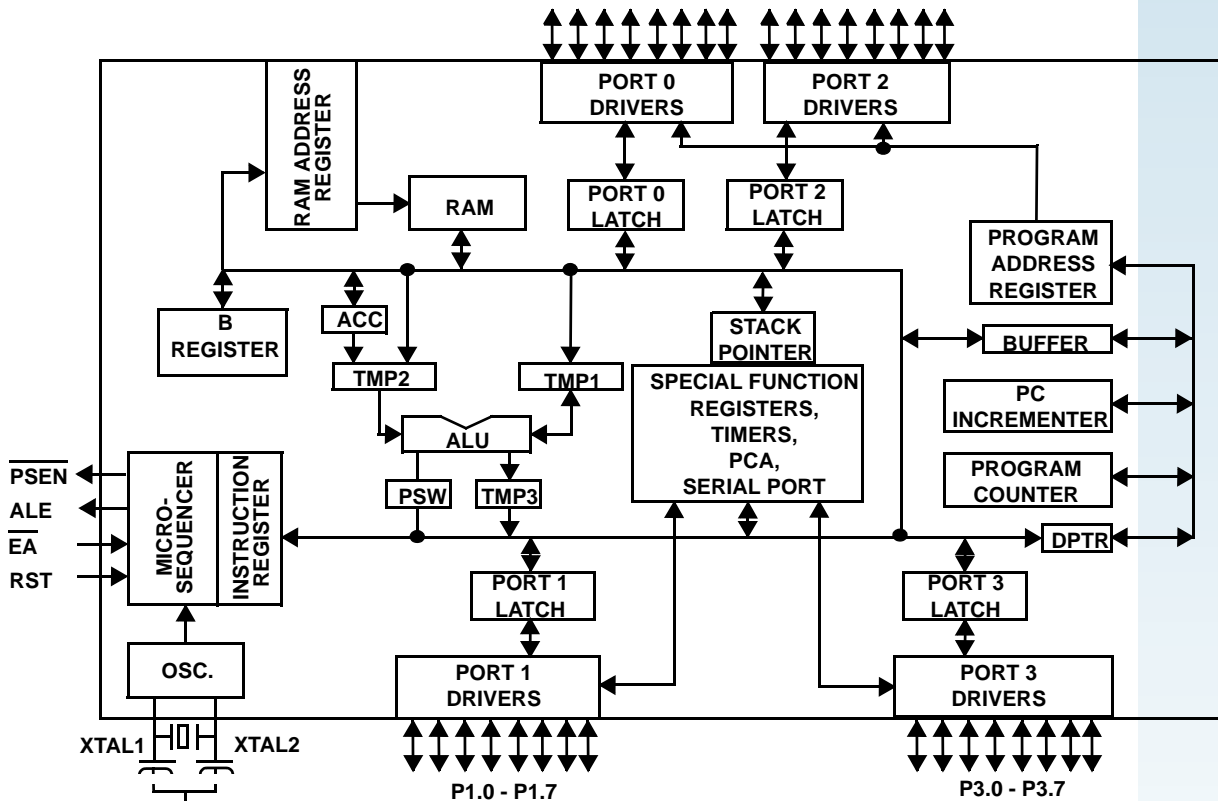 PORT 0
DRIVERS
PORT 2
DRIVERS
RAM ADDRESS
REGISTER
RAM
PORT 0
LATCH
PORT 2
LATCH
PROGRAM
ADDRESS
REGISTER
B
REGISTER
ACC
STACK
POINTER
BUFFER
TMP2
TMP1
SPECIAL FUNCTION
REGISTERS,
TIMERS,
PCA,
SERIAL PORT
PC
INCREMENTER
ALU
PSEN
ALE
EA
RST
MICRO-
SEQUENCER
INSTRUCTION
REGISTER
PSW
TMP3
PROGRAM
COUNTER
DPTR
PORT 1
LATCH
PORT 3
LATCH
OSC.
PORT 1
DRIVERS
PORT 3
DRIVERS
XTAL1
XTAL2
P1.0 - P1.7
P3.0 - P3.7